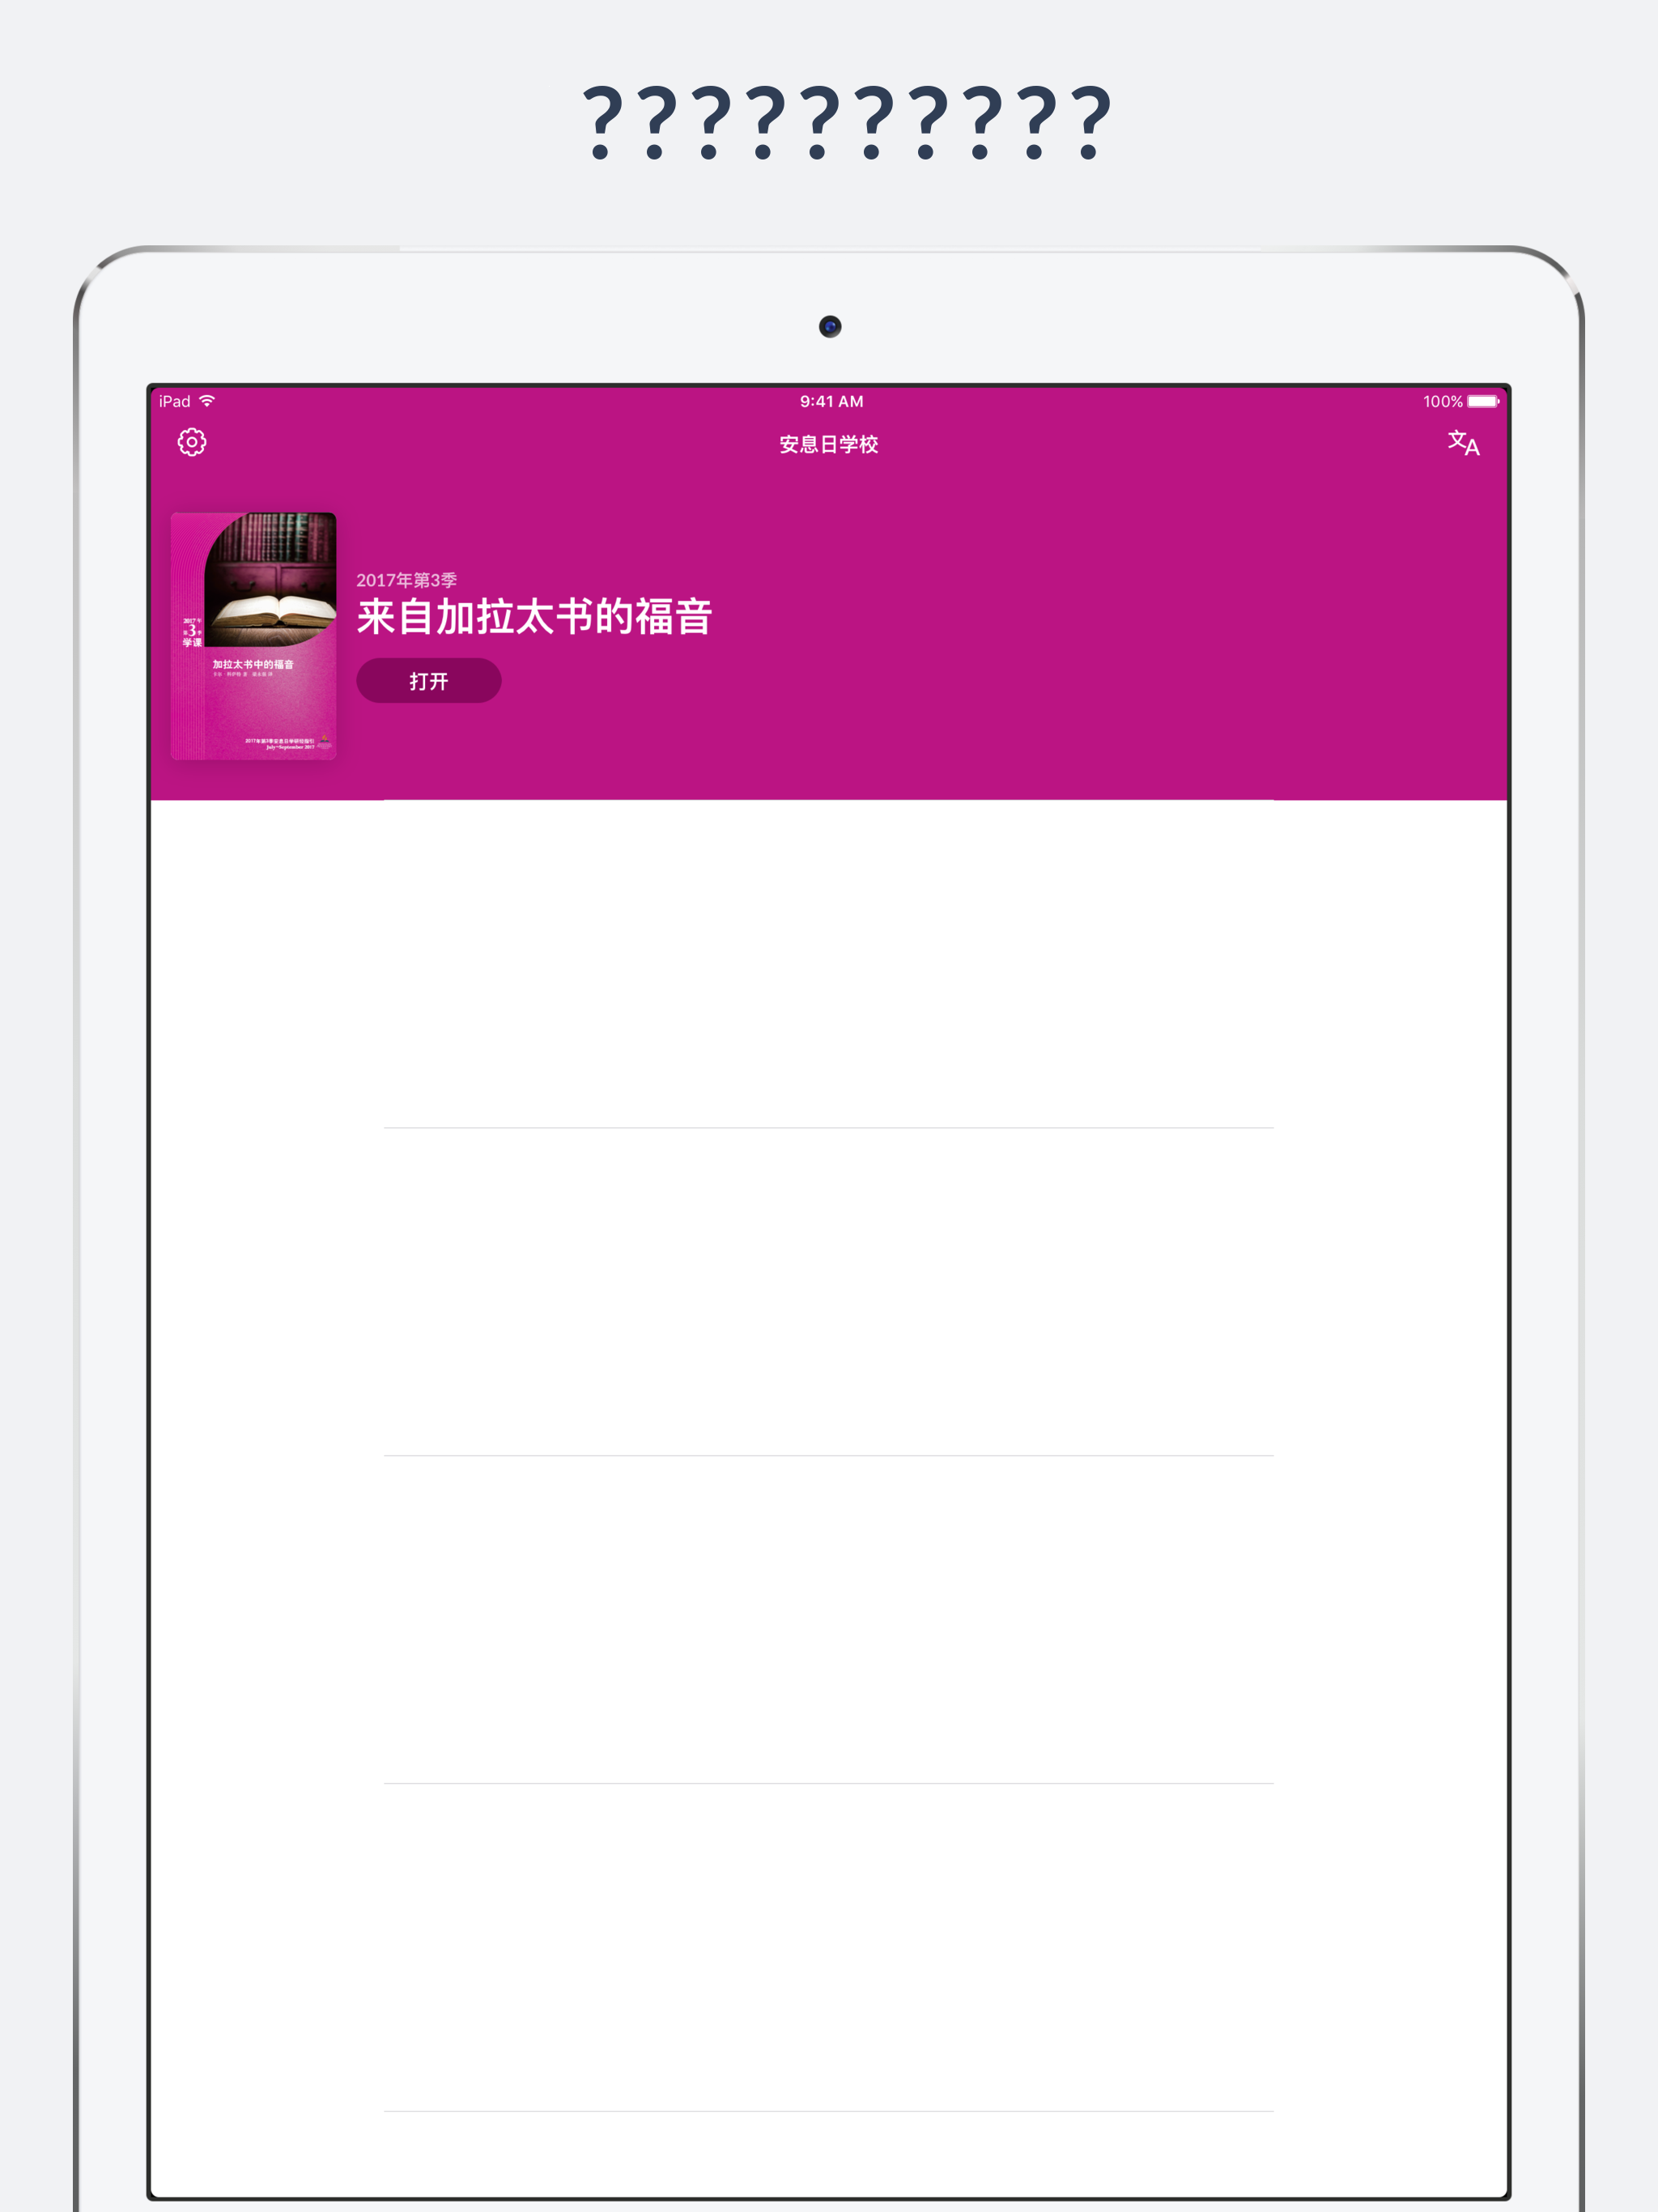 ??????????
iPad
9:41 AM
100%
安息日学校
文A
2017年第3季
来自加拉太书的福音
打开
2017年
第3季
学课
加拉太书中的福音
2017年第3季安息日学研经指引
July•September 2017